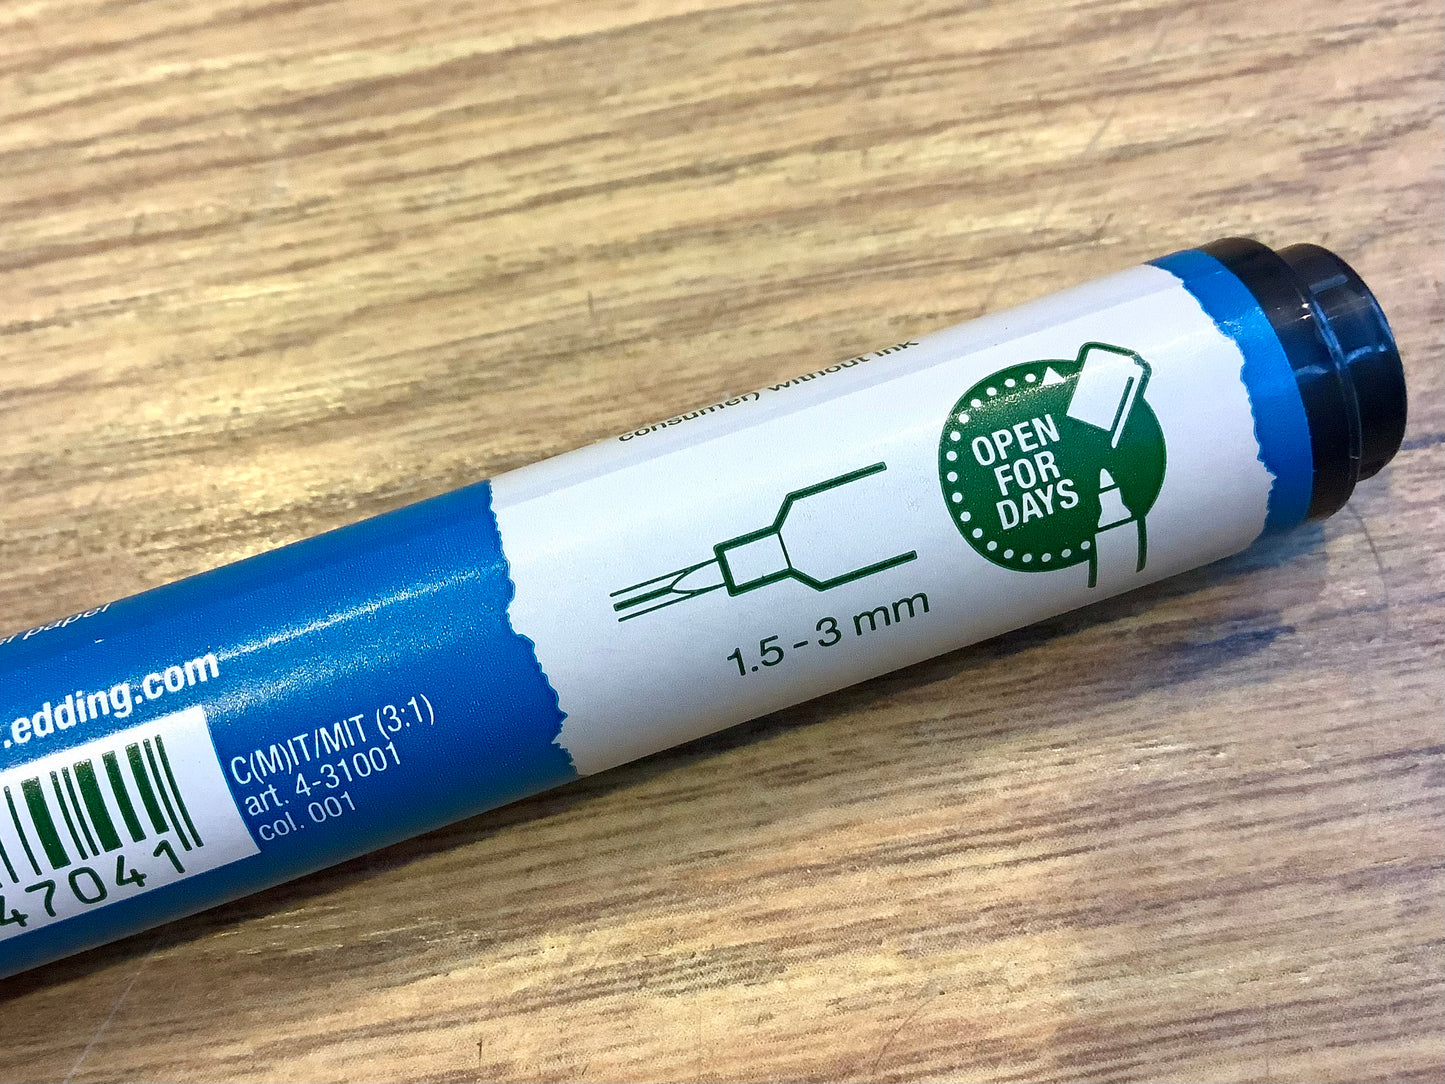 consumer) without ink
OPEN
FOR
DAYS
1.5 - 3 mm
paper
.edding.com
C(M)IT/MIT (3:1)
art. 4-31001
col. 001
47041